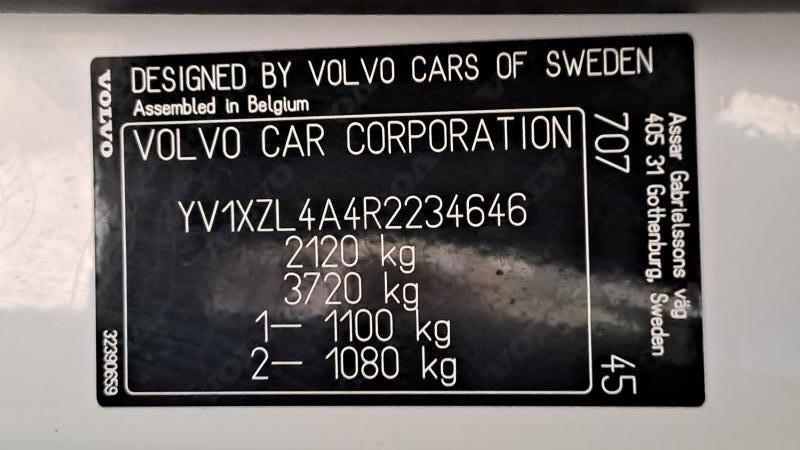 DESIGNED BY VOLVO CARS OF SWEDEN
Assembled in Belgium
VOLVO
VOLVO CAR CORPORATION
YV1XZL4A4R2234646
2120 kg
3720 kg
1— 1100 kg
2— 1080 kg
707
45
Assar Gabrielssons väg
405 31 Gothenburg, Sweden
32390659